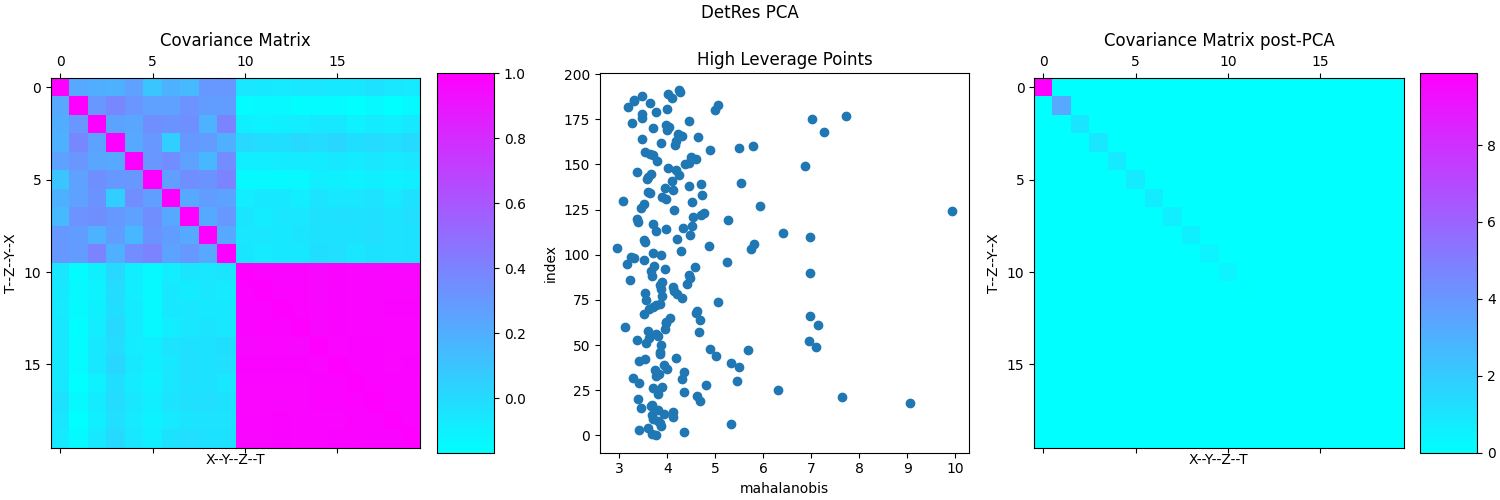 DetRes PCA
Covariance Matrix
0 5 10 15
0
5
10
15
T--Z--Y--X
X--Y--Z--T
1.0
0.8
0.6
0.4
0.2
0.0
High Leverage Points
200
175
150
125
100
75
50
25
0
index
3 4 5 6 7 8 9 10
mahalanobis
Covariance Matrix post-PCA
0 5 10 15
0
5
10
15
T--Z--Y--X
X--Y--Z--T
8
6
4
2
0